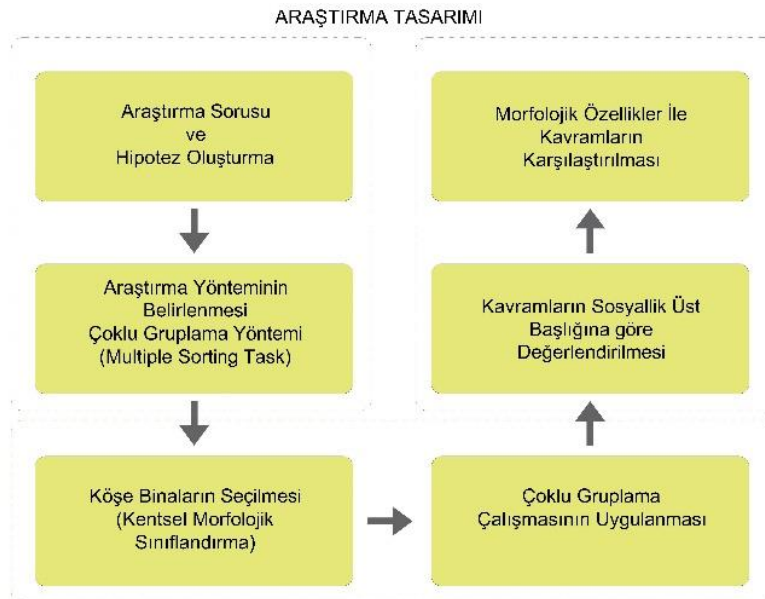 ARAŞTIRMA TASARIMI
Araştırma Sorusu
ve
Hipotez Oluşturma
Araştırma Yönteminin
Belirlenmesi
Çoklu Gruplama Yöntemi
(Multiple Sorting Task)
Köşe Binaların Seçilmesi
(Kentsel Morfolojik
Sınıflandırma)
Çoklu Gruplama
Çalışmasının Uygulanması
Kavramların Sosyallik Üst
Başlığına göre
Değerlendirilmesi
Morfolojik Özellikler İle
Kavramların
Karşılaştırılması